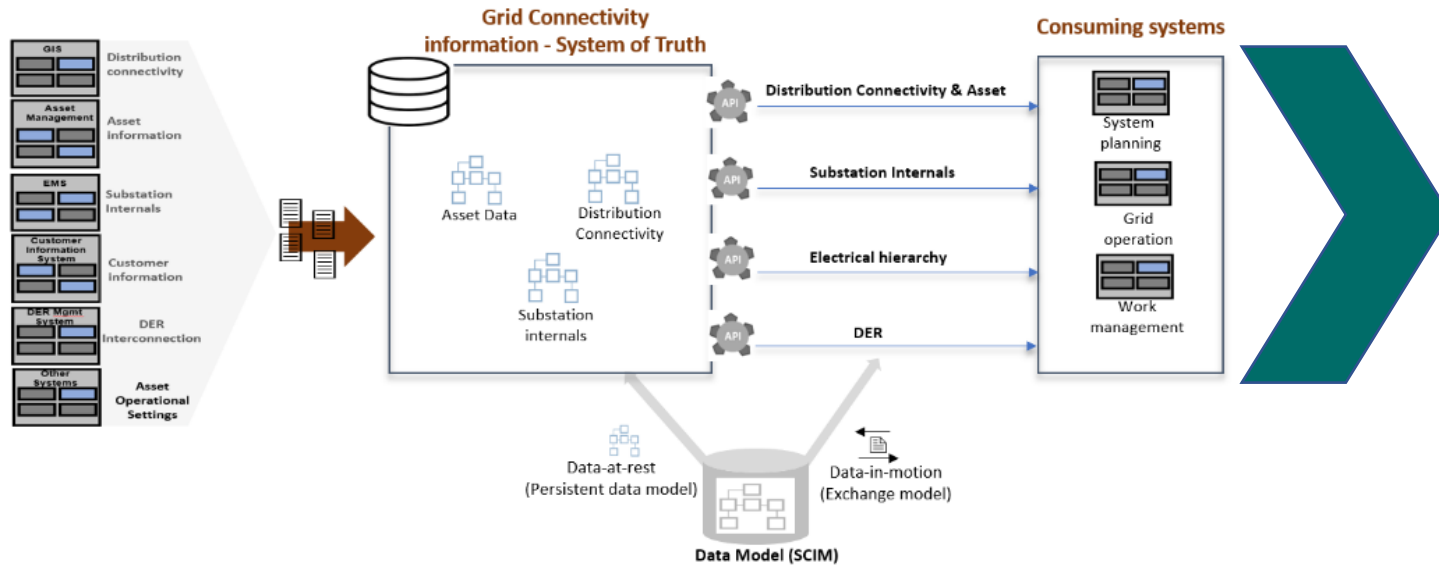 Grid Connectivity
information - System of Truth
Consuming systems
GIS
Distribution
connectivity
Asset
Management
Asset
information
EMS
Substation
Internals
Customer
Information
System
Customer
information
DER Mgmt
System
DER
Interconnection
Other
Systems
Asset
Operational
Settings
Asset Data
Distribution
Connectivity
Substation
internals
API
Distribution Connectivity & Asset
API
Substation Internals
API
Electrical hierarchy
API
DER
System
planning
Grid
operation
Work
management
Data-at-rest
(Persistent data model)
Data-in-motion
(Exchange model)
Data Model (SCIM)